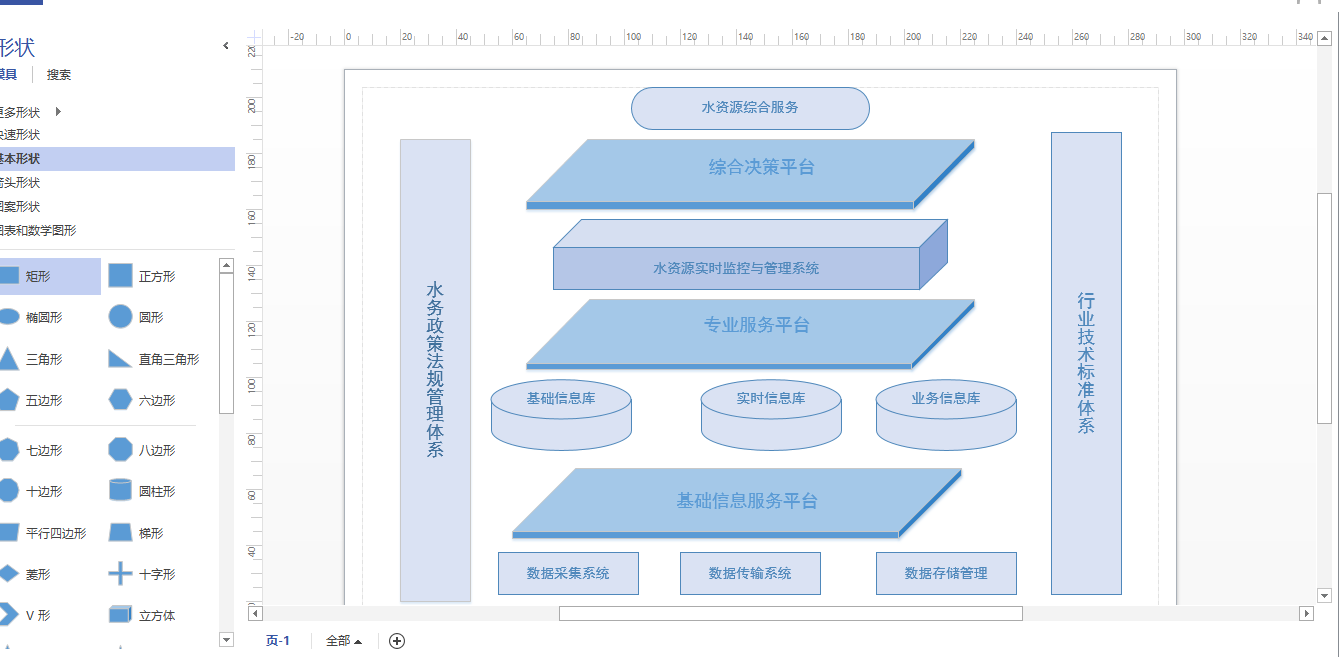 形状
模具 搜索
更多形状
快速形状
基本形状
箭头形状
图案形状
图表和数学图形
矩形 正方形
椭圆形 圆形
三角形 直角三角形
五边形 六边形
七边形 八边形
十边形 圆柱形
平行四边形 梯形
菱形 十字形
V 形 立方体
-20 0 20 40 60 80 100 120 140 160 180 200 220 240 260 280 300 320 340
220
200
180
160
140
120
100
80
60
40
水资源综合服务
综合决策平台
水资源实时监控与管理系统
专业服务平台
基础信息库 实时信息库 业务信息库
基础信息服务平台
数据采集系统 数据传输系统 数据存储管理
水务政策法规管理体系
行业技术标准体系
页-1 全部